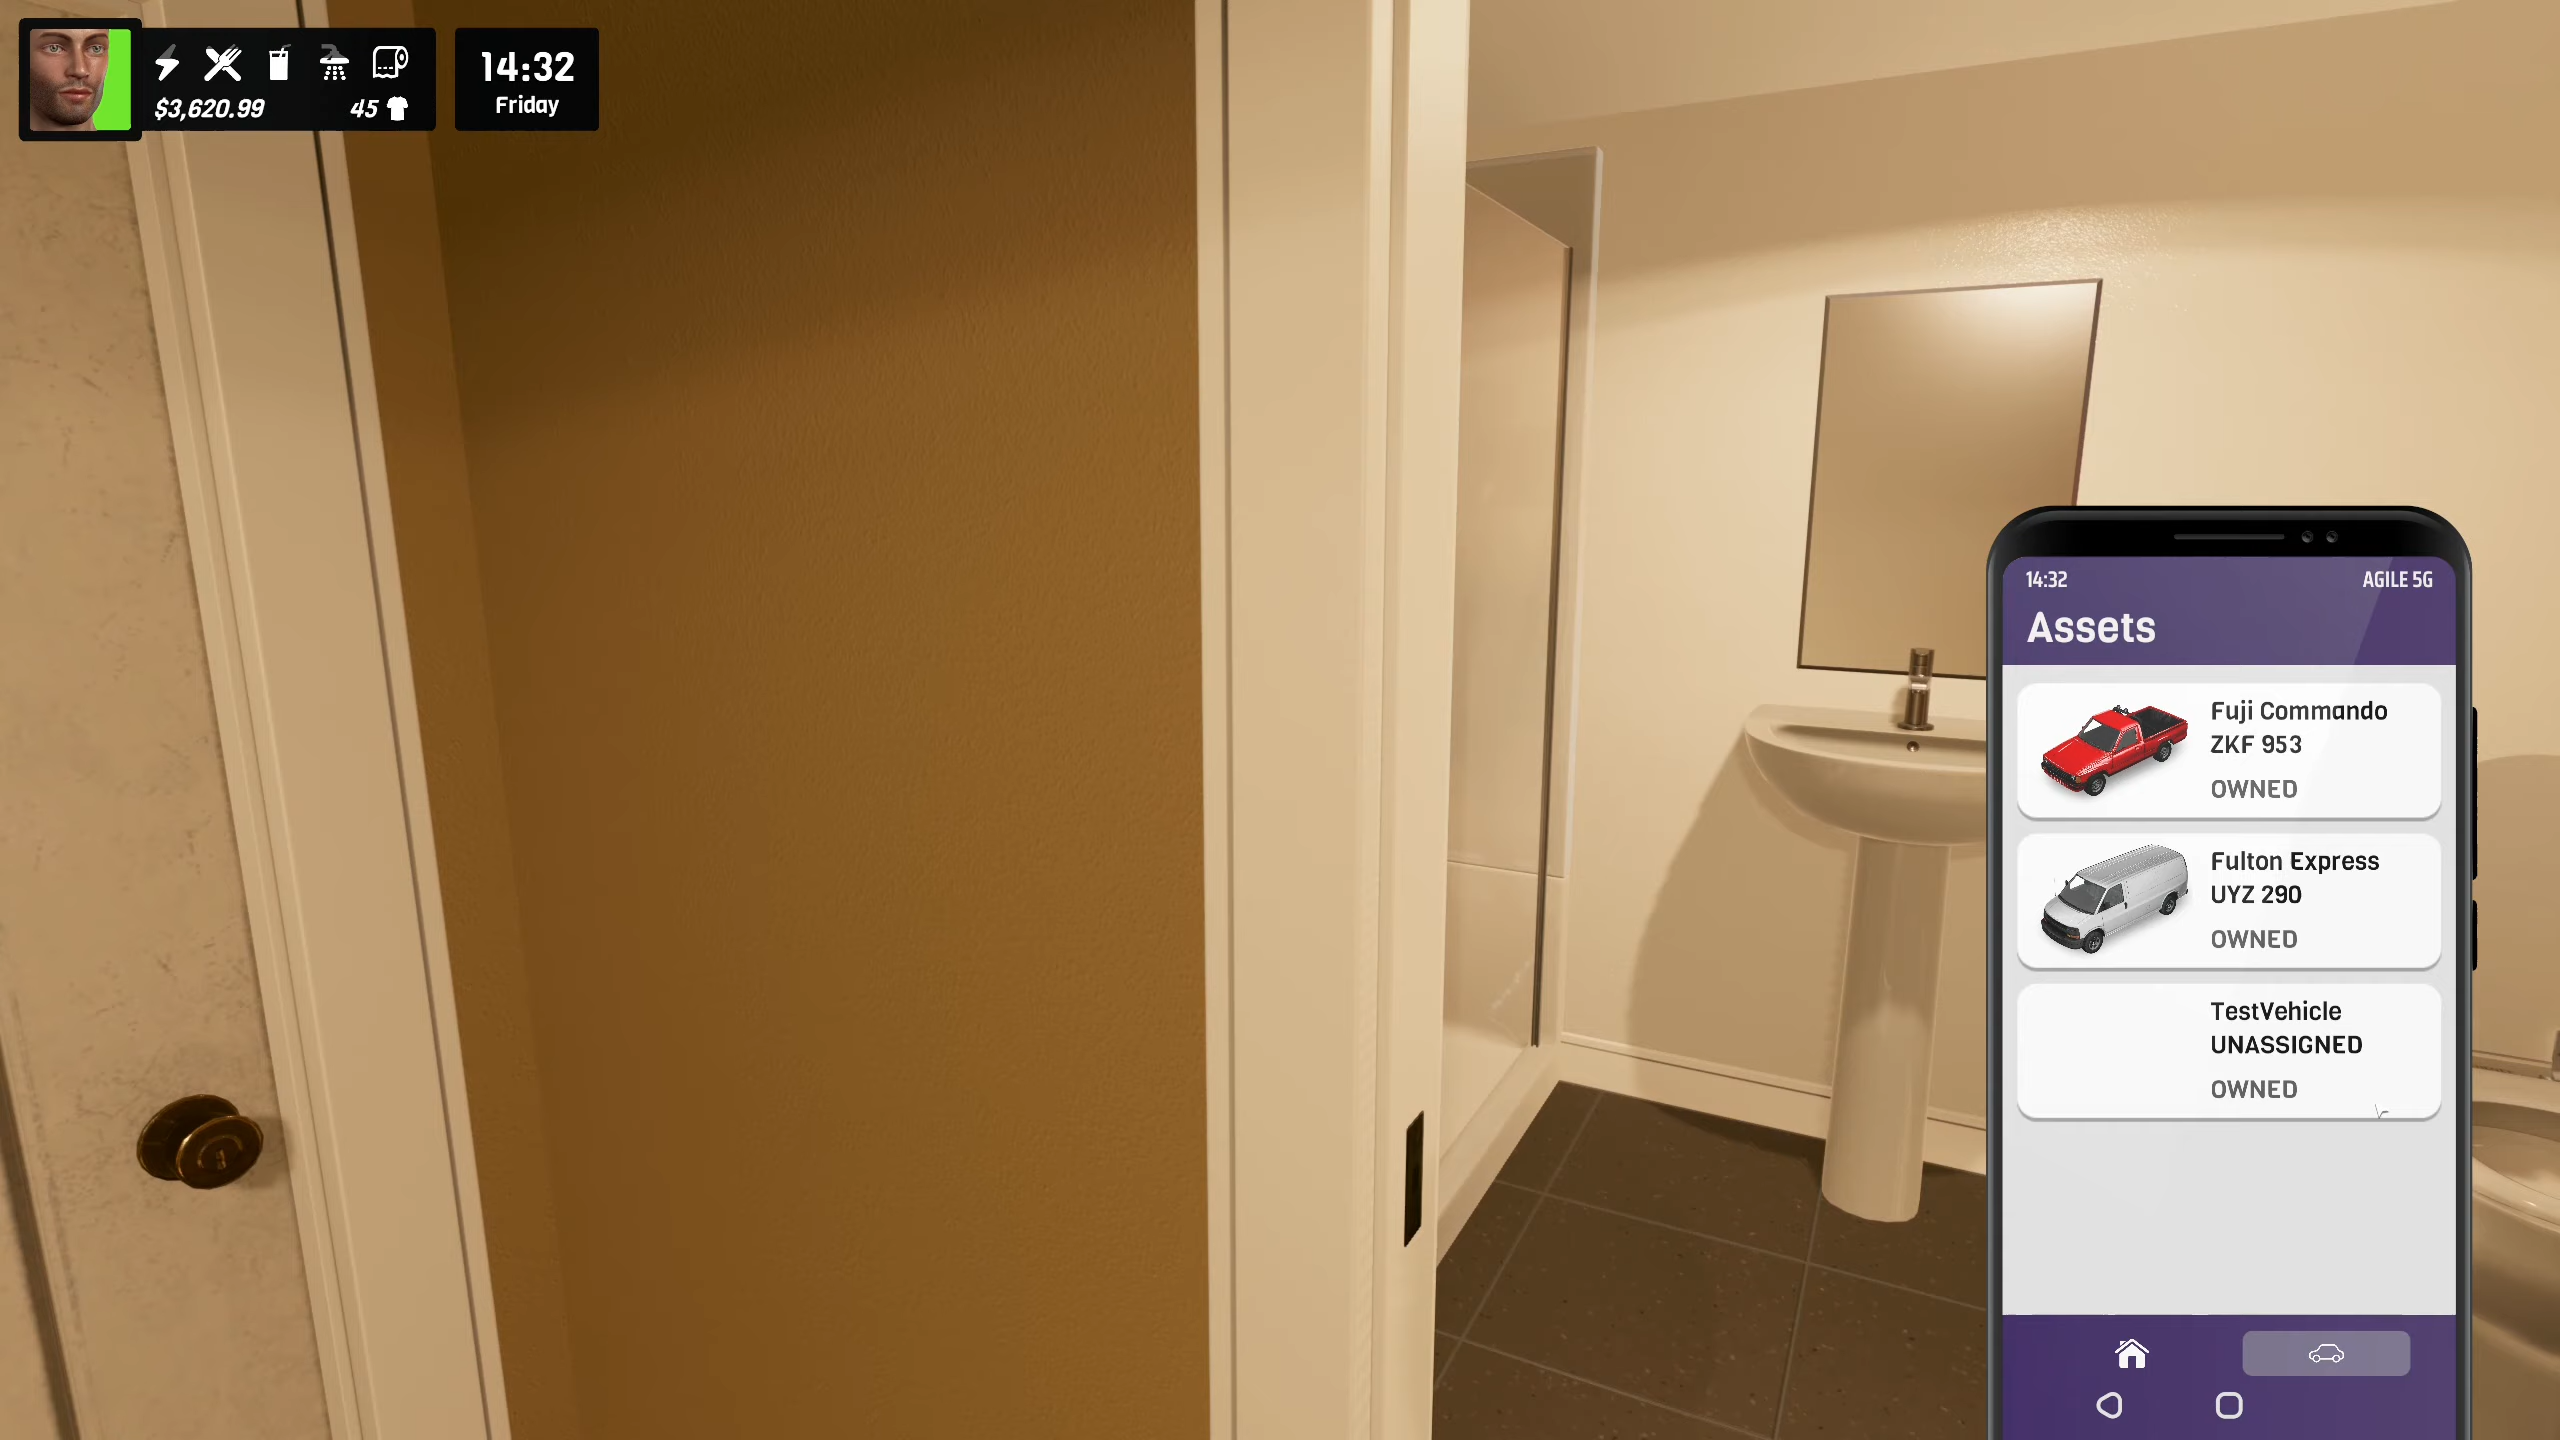 $3,620.99
45
14:32
Friday
14:32
AGILE 5G
Assets
Fuji Commando
ZKF 953
OWNED
Fulton Express
UYZ 290
OWNED
TestVehicle
UNASSIGNED
OWNED